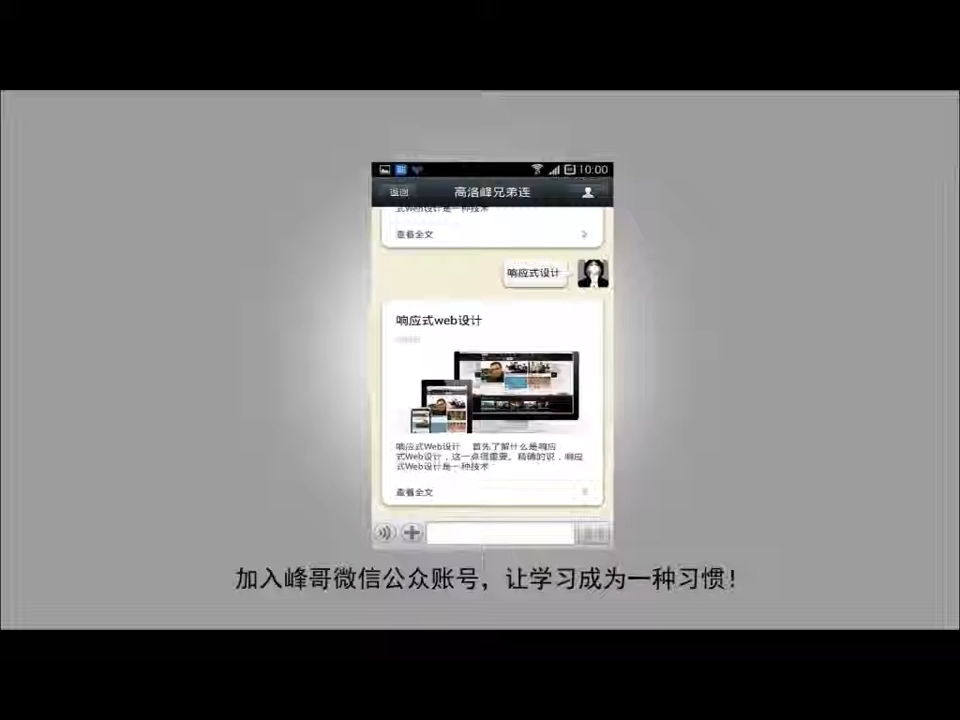 10:00
返回
高洛峰兄弟连
式Web设计是一种技术
查看全文
响应式设计
响应式web设计
响应式Web设计 首先了解什么是响应
式Web设计，这一点很重要。精确的说，响应
式Web设计是一种技术
查看全文
加入峰哥微信公众账号，让学习成为一种习惯！